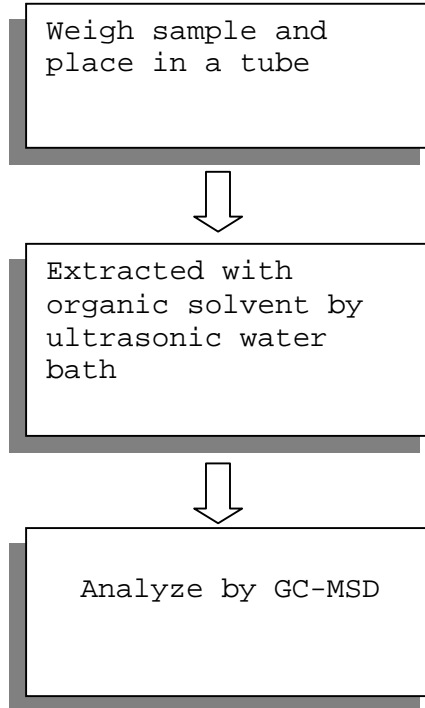 Weigh sample and
place in a tube
Extracted with
organic solvent by
ultrasonic water
bath
Analyze by GC-MSD